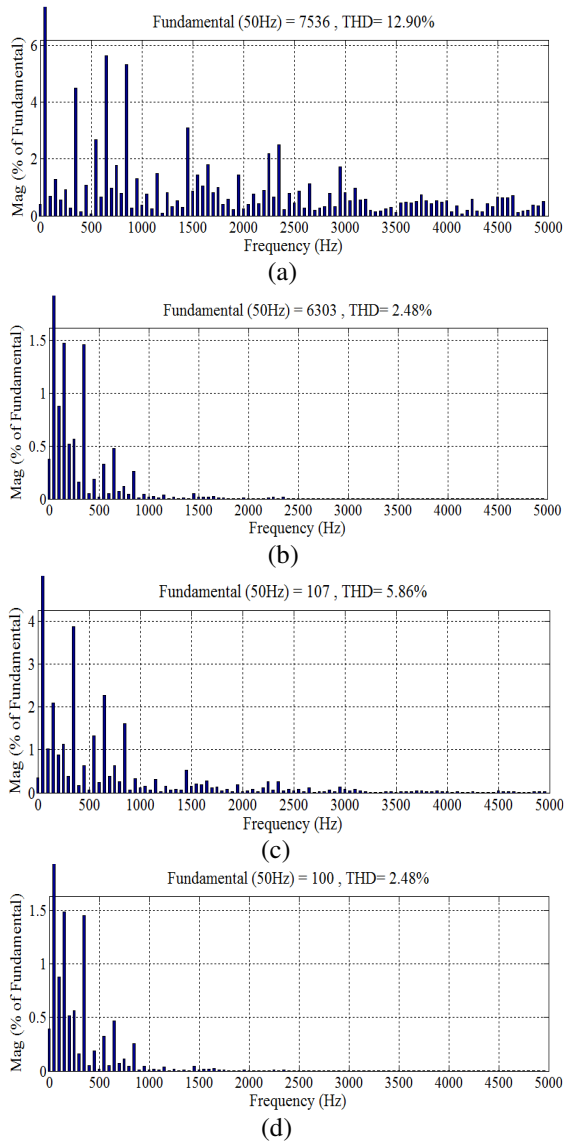 Fundamental (50Hz) = 7536 , THD= 12.90%
Mag (% of Fundamental)
6
4
2
0
0 500 1000 1500 2000 2500 3000 3500 4000 4500 5000
Frequency (Hz)
(a)
Fundamental (50Hz) = 6303 , THD= 2.48%
Mag (% of Fundamental)
1.5
1
0.5
0
0 500 1000 1500 2000 2500 3000 3500 4000 4500 5000
Frequency (Hz)
(b)
Fundamental (50Hz) = 107 , THD= 5.86%
Mag (% of Fundamental)
4
3
2
1
0
0 500 1000 1500 2000 2500 3000 3500 4000 4500 5000
Frequency (Hz)
(c)
Fundamental (50Hz) = 100 , THD= 2.48%
Mag (% of Fundamental)
1.5
1
0.5
0
0 500 1000 1500 2000 2500 3000 3500 4000 4500 5000
Frequency (Hz)
(d)